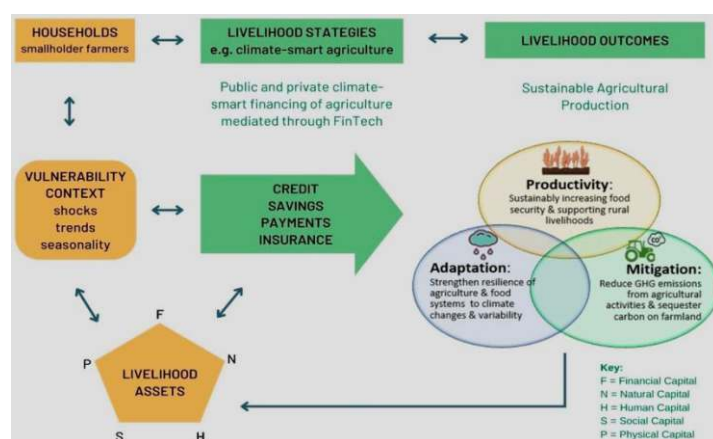 HOUSEHOLDS
smallholder farmers
LIVELIHOOD STATEGIES
e.g. climate-smart agriculture
LIVELIHOOD OUTCOMES
Public and private climate-
smart financing of agriculture
mediated through FinTech
Sustainable Agricultural
Production
VULNERABILITY
CONTEXT
shocks
trends
seasonality
CREDIT
SAVINGS
PAYMENTS
INSURANCE
Productivity:
Sustainably increasing food
security & supporting rural
livelihoods
Adaptation:
Strengthen resilience of
agriculture & food
systems to climate
changes & variability
CO²
Mitigation:
Reduce GHG emissions
from agricultural
activities & sequester
carbon on farmland
F
P
N
LIVELIHOOD
ASSETS
S
H
Key:
F = Financial Capital
N = Natural Capital
H = Human Capital
S = Social Capital
P = Physical Capital